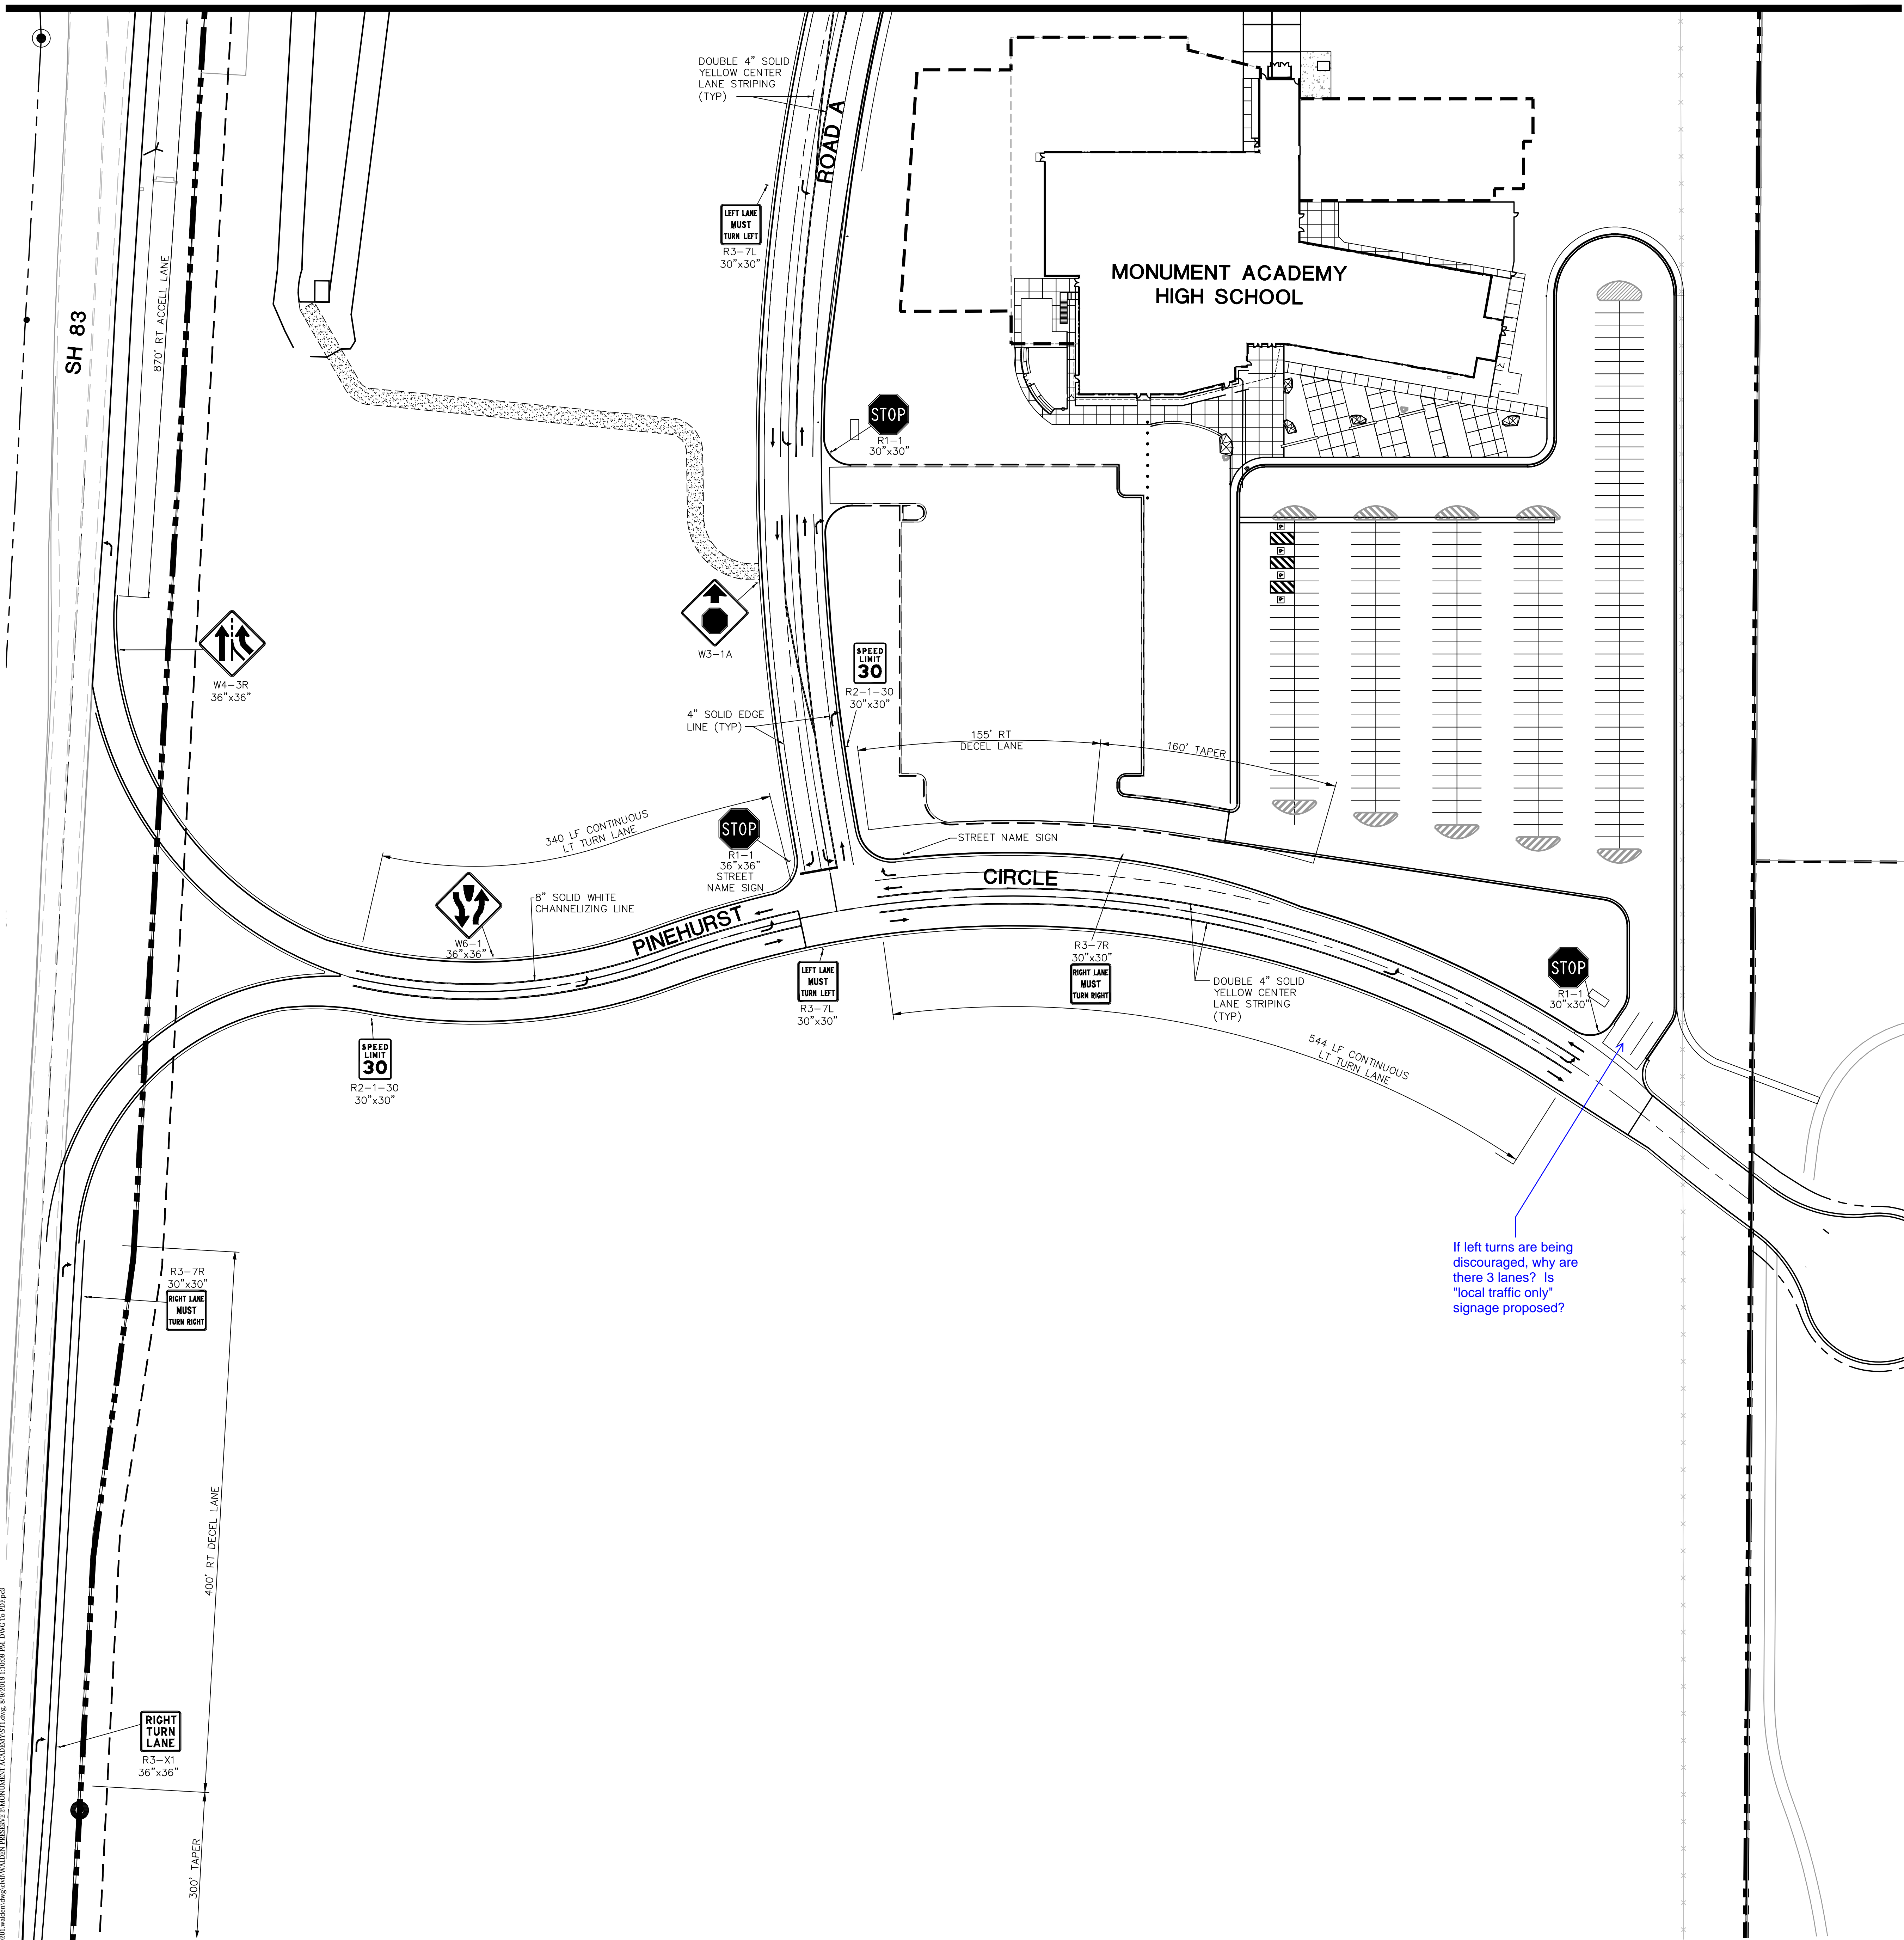 DOUBLE 4" SOLID
YELLOW CENTER
LANE STRIPING
(TYP)
ROAD A
LEFT LANE
MUST
TURN LEFT
R3-7L
30"x30"
MONUMENT ACADEMY
HIGH SCHOOL
SH 83
870' RT ACCELL LANE
STOP
R1-1
30"x30"
W3-1A
W4-3R
36"x36"
SPEED
LIMIT
30
R2-1-30
30"x30"
4" SOLID EDGE
LINE (TYP)
155' RT
DECEL LANE
160' TAPER
340 LF CONTINUOUS
LT TURN LANE
STOP
R1-1
36"x36"
STREET
NAME SIGN
STREET NAME SIGN
CIRCLE
8" SOLID WHITE
CHANNELIZING LINE
PINEHURST
W6-1
36"x36"
LEFT LANE
MUST
TURN LEFT
R3-7L
30"x30"
R3-7R
30"x30"
RIGHT LANE
MUST
TURN RIGHT
DOUBLE 4" SOLID
YELLOW CENTER
LANE STRIPING
(TYP)
STOP
R1-1
30"x30"
544 LF CONTINUOUS
LT TURN LANE
SPEED
LIMIT
30
R2-1-30
30"x30"
If left turns are being
discouraged, why are
there 3 lanes? Is
"local traffic only"
signage proposed?
R3-7R
30"x30"
RIGHT LANE
MUST
TURN RIGHT
400' RT DECEL LANE
RIGHT
TURN
LANE
R3-X1
36"x36"
300' TAPER